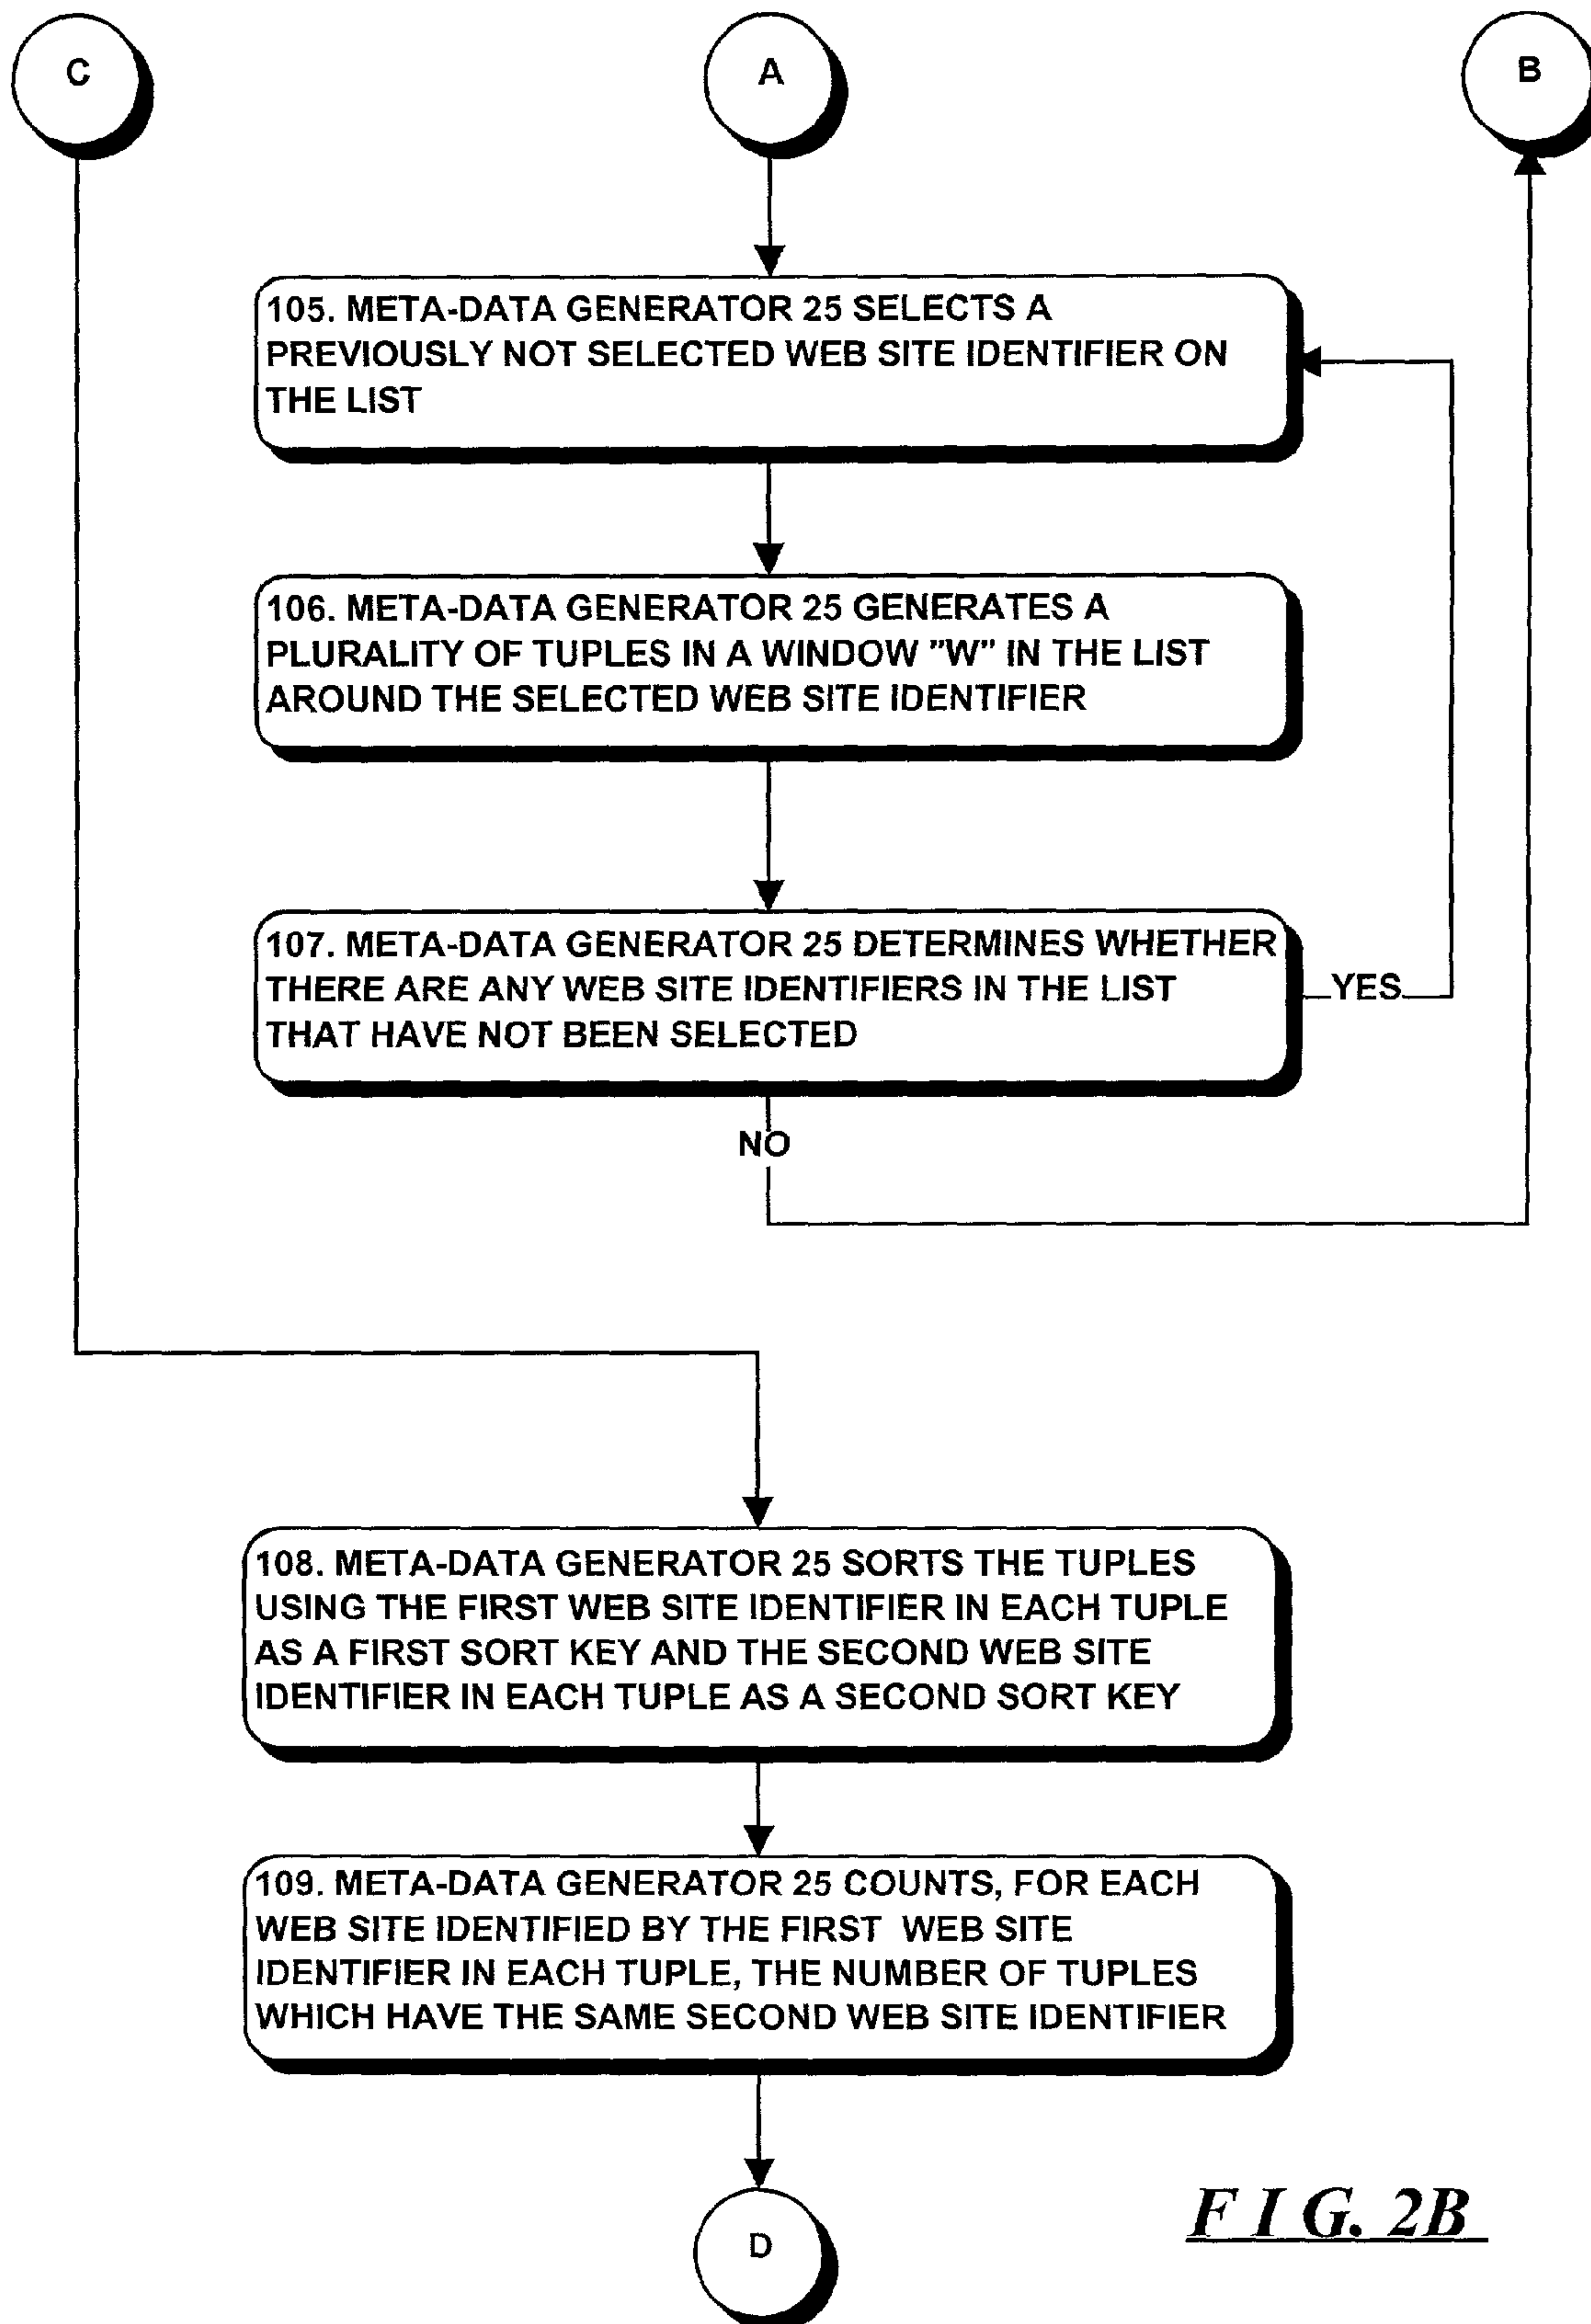 C
A
B
105. META-DATA GENERATOR 25 SELECTS A
PREVIOUSLY NOT SELECTED WEB SITE IDENTIFIER ON
THE LIST
106. META-DATA GENERATOR 25 GENERATES A
PLURALITY OF TUPLES IN A WINDOW "W" IN THE LIST
AROUND THE SELECTED WEB SITE IDENTIFIER
107. META-DATA GENERATOR 25 DETERMINES WHETHER
THERE ARE ANY WEB SITE IDENTIFIERS IN THE LIST
THAT HAVE NOT BEEN SELECTED
YES
NO
108. META-DATA GENERATOR 25 SORTS THE TUPLES
USING THE FIRST WEB SITE IDENTIFIER IN EACH TUPLE
AS A FIRST SORT KEY AND THE SECOND WEB SITE
IDENTIFIER IN EACH TUPLE AS A SECOND SORT KEY
109. META-DATA GENERATOR 25 COUNTS, FOR EACH
WEB SITE IDENTIFIED BY THE FIRST WEB SITE
IDENTIFIER IN EACH TUPLE, THE NUMBER OF TUPLES
WHICH HAVE THE SAME SECOND WEB SITE IDENTIFIER
D
FIG. 2B